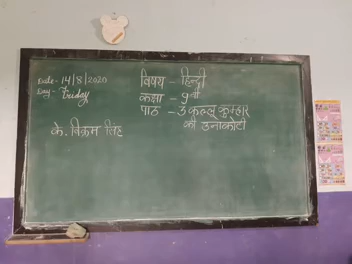 Date - 14/8/2020
Day - Friday
विषय - हिन्दी
कक्षा - 9वीं
पाठ - 3 कल्लू कुम्हार
की उनाकोटी
के. विक्रम सिंह